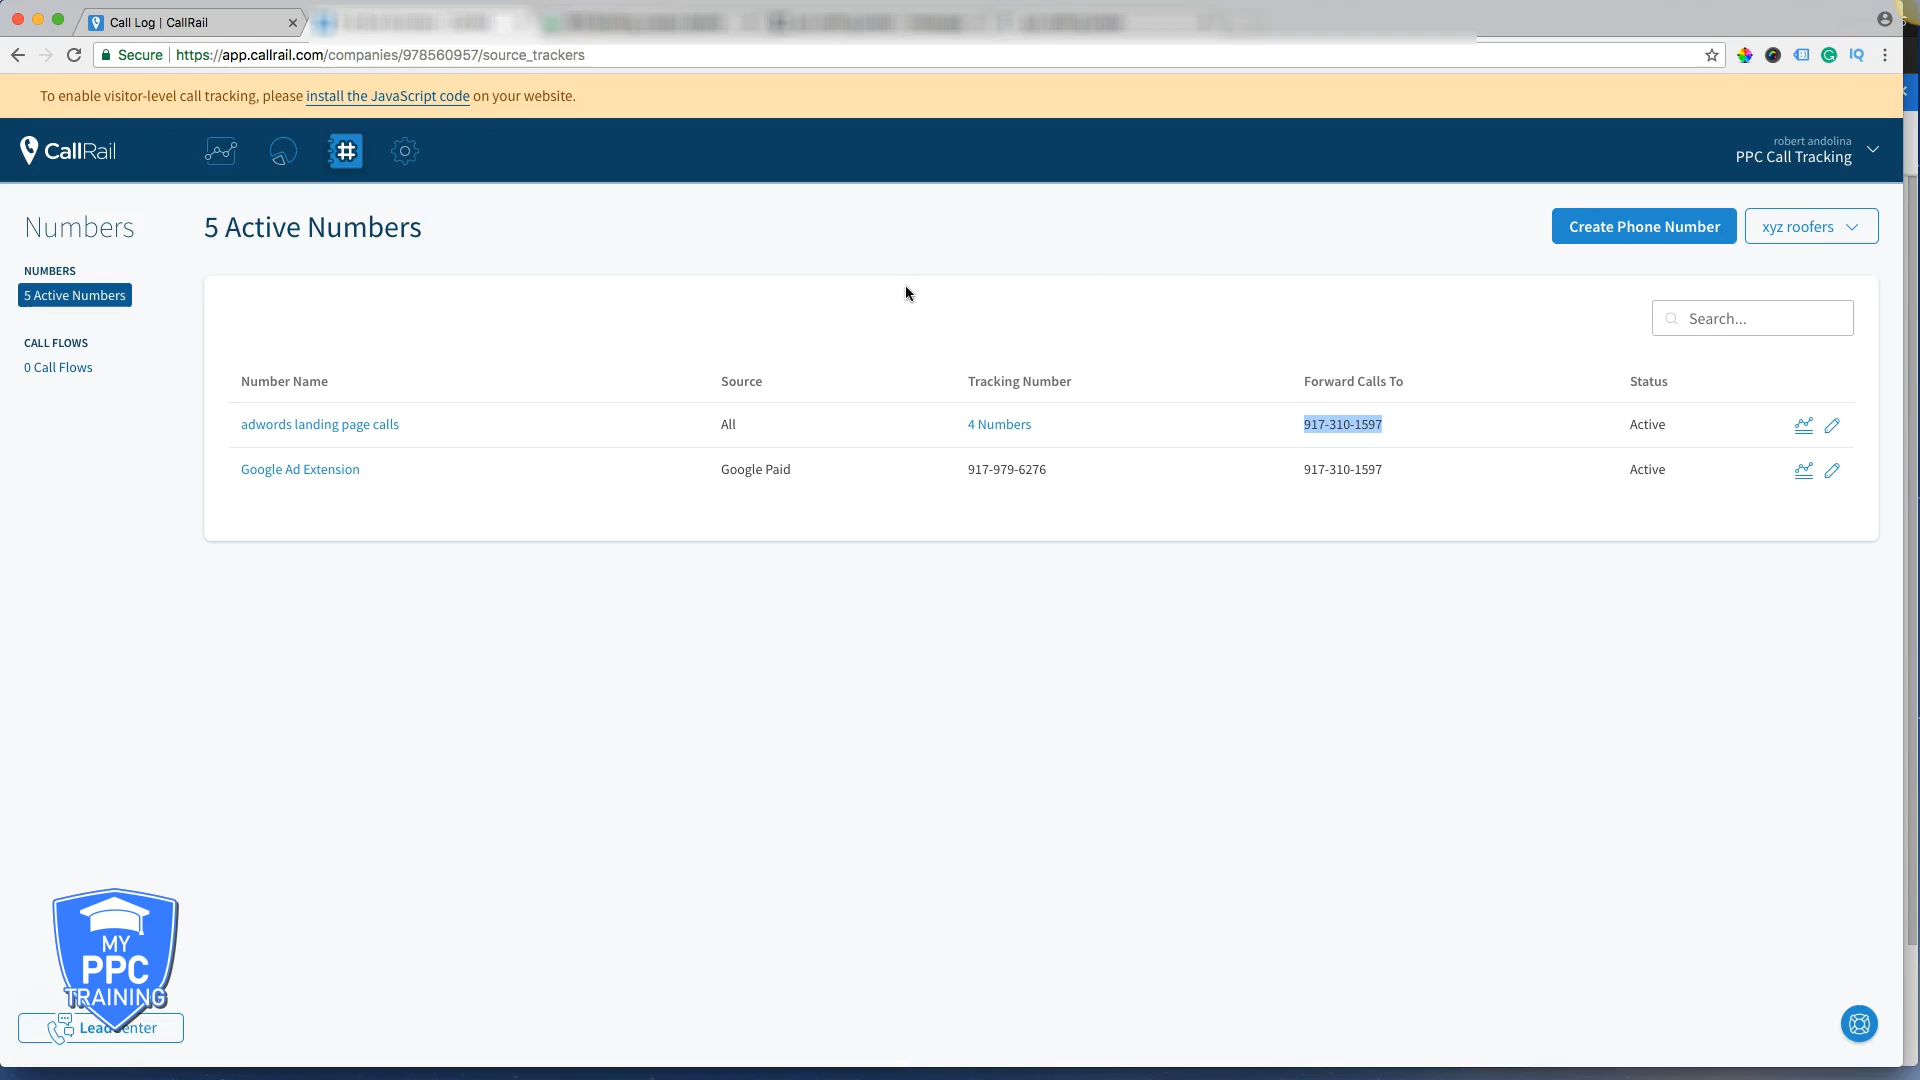 Call Log | CallRail
Secure | https://app.callrail.com/companies/978560957/source_trackers
IQ
To enable visitor-level call tracking, please install the JavaScript code on your website.
CallRail
#
robert andolina
PPC Call Tracking
Numbers
NUMBERS
5 Active Numbers
CALL FLOWS
0 Call Flows
5 Active Numbers
Create Phone Number
xyz roofers
Search...
Number Name Source Tracking Number Forward Calls To Status
adwords landing page calls All 4 Numbers 917-310-1597 Active
Google Ad Extension Google Paid 917-979-6276 917-310-1597 Active
MY
PPC
TRAINING